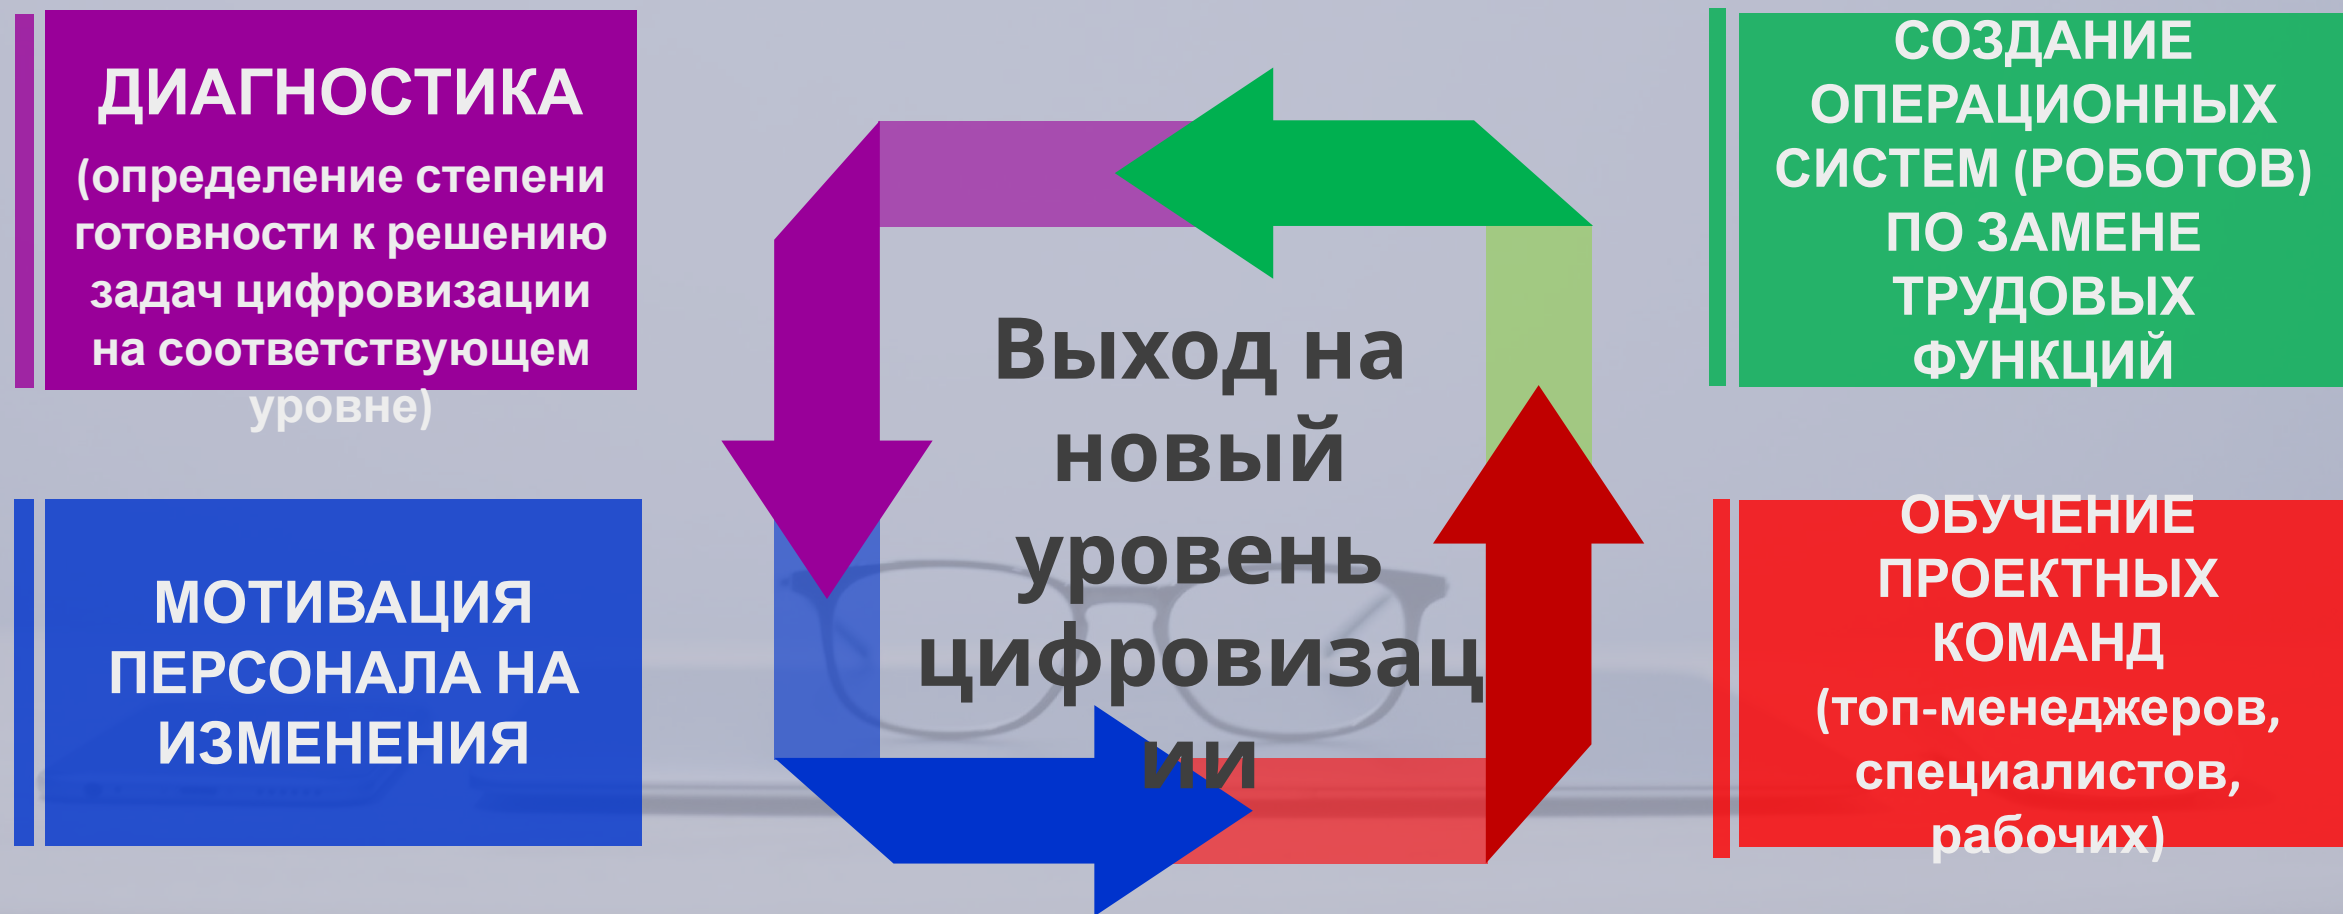 ДИАГНОСТИКА
(определение степени
готовности к решению
задач цифровизации
на соответствующем
уровне)
МОТИВАЦИЯ
ПЕРСОНАЛА НА
ИЗМЕНЕНИЯ
Выход на
новый
уровень
цифровизац
ии
СОЗДАНИЕ
ОПЕРАЦИОННЫХ
СИСТЕМ (РОБОТОВ)
ПО ЗАМЕНЕ
ТРУДОВЫХ
ФУНКЦИЙ
ОБУЧЕНИЕ
ПРОЕКТНЫХ
КОМАНД
(топ-менеджеров,
специалистов,
рабочих)